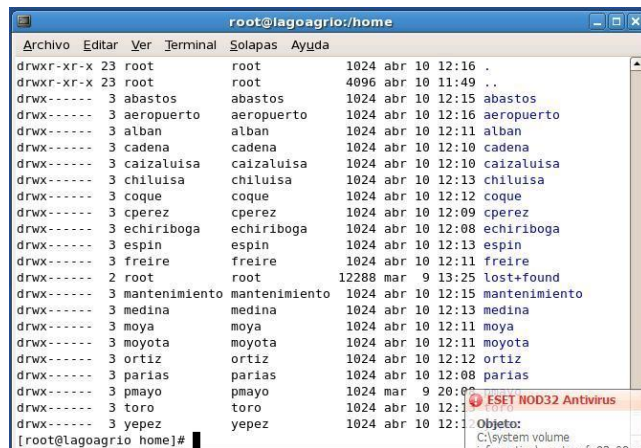 root@lagoagrio:/home
Archivo Editar Ver Terminal Solapas Ayuda
drwxr-xr-x 23 root root 1024 abr 10 12:16 .
drwxr-xr-x 23 root root 4096 abr 10 11:49 ..
drwx------ 3 abastos abastos 1024 abr 10 12:15 abastos
drwx------ 3 aeropuerto aeropuerto 1024 abr 10 12:16 aeropuerto
drwx------ 3 alban alban 1024 abr 10 12:11 alban
drwx------ 3 cadena cadena 1024 abr 10 12:10 cadena
drwx------ 3 caizaluisa caizaluisa 1024 abr 10 12:10 caizaluisa
drwx------ 3 chiluisa chiluisa 1024 abr 10 12:13 chiluisa
drwx------ 3 coque coque 1024 abr 10 12:12 coque
drwx------ 3 cperez cperez 1024 abr 10 12:09 cperez
drwx------ 3 echiriboga echiriboga 1024 abr 10 12:08 echiriboga
drwx------ 3 espin espin 1024 abr 10 12:13 espin
drwx------ 3 freire freire 1024 abr 10 12:11 freire
drwx------ 2 root root 12288 mar 9 13:25 lost+found
drwx------ 3 mantenimiento mantenimiento 1024 abr 10 12:15 mantenimiento
drwx------ 3 medina medina 1024 abr 10 12:13 medina
drwx------ 3 moya moya 1024 abr 10 12:11 moya
drwx------ 3 moyota moyota 1024 abr 10 12:11 moyota
drwx------ 3 ortiz ortiz 1024 abr 10 12:12 ortiz
drwx------ 3 parias parias 1024 abr 10 12:08 parias
drwx------ 3 pmayo pmayo 1024 mar 9
drwx------ 3 toro toro 1024 abr 10
drwx------ 3 yepez yepez 1024 abr 10
[root@lagoagrio home]#
ESET NOD32 Antivirus
Objeto:
C:\system volume